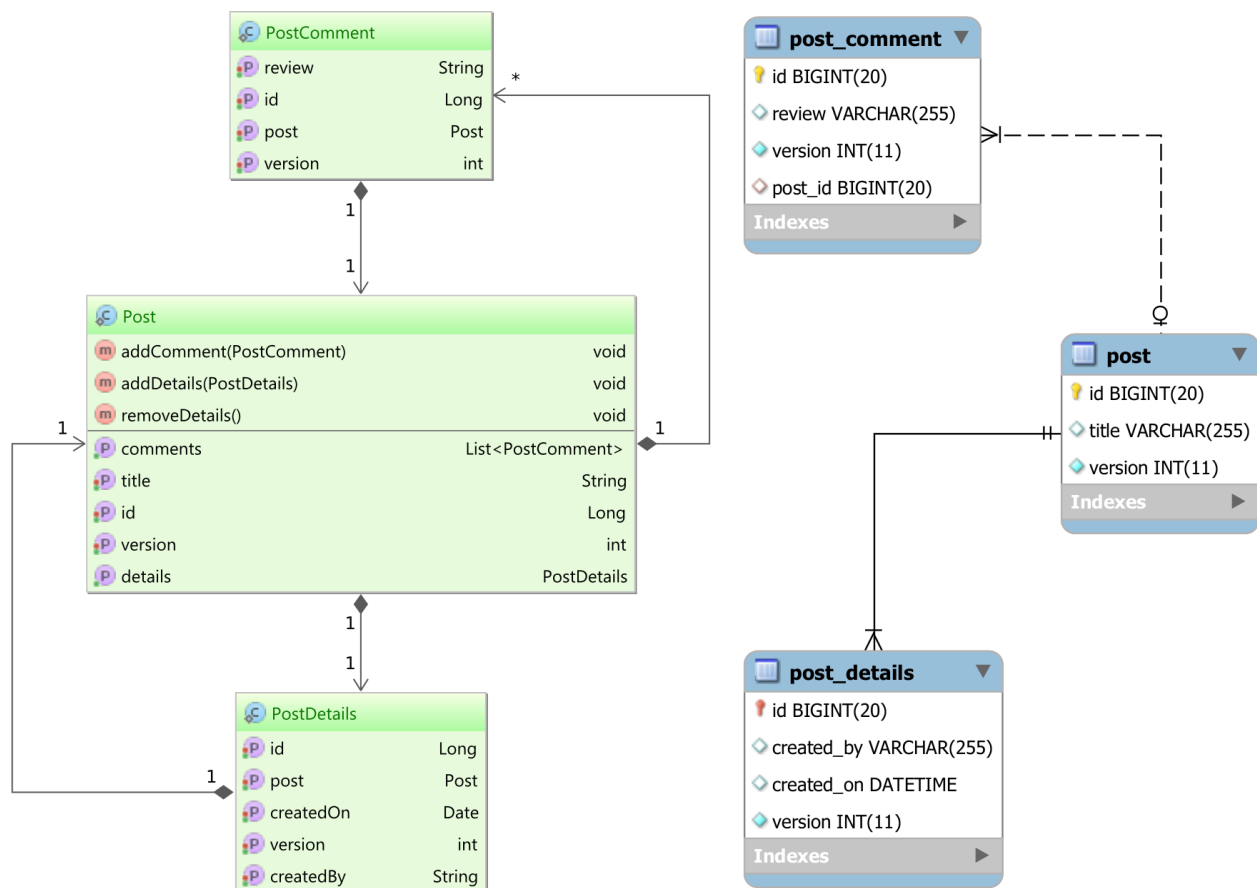 PostComment
review String
id Long
post Post
version int
*
1
1
Post
addComment(PostComment) void
addDetails(PostDetails) void
removeDetails() void
comments List<PostComment>
title String
id Long
version int
details PostDetails
1
1
1
1
1
PostDetails
id Long
post Post
createdOn Date
version int
createdBy String
post_comment
id BIGINT(20)
review VARCHAR(255)
version INT(11)
post_id BIGINT(20)
Indexes
post
id BIGINT(20)
title VARCHAR(255)
version INT(11)
Indexes
post_details
id BIGINT(20)
created_by VARCHAR(255)
created_on DATETIME
version INT(11)
Indexes